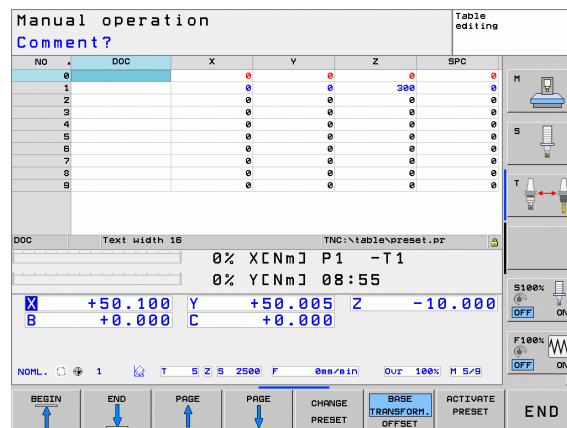 Manual operation
Table editing
Comment?
NO DOC X Y Z SPC
0 0 0 0 0
1 0 0 300 0
2 0 0 0 0
3 0 0 0 0
4 0 0 0 0
5 0 0 0 0
6 0 0 0 0
7 0 0 0 0
8 0 0 0 0
9 0 0 0 0
M
S
T
DOC Text width 16 TNC:\table\preset.pr
0% X[Nm] P1 -T1
0% Y[Nm] 08:55
X +50.100 Y +50.005 Z -10.000
B +0.000 C +0.000
S100%
OFF ON
F100%
OFF ON
NOML. 1 T 5 Z S 2500 F 0mm/min Ovr 100% M 5/9
BEGIN
END
PAGE
PAGE
CHANGE PRESET
BASE TRANSFORM. OFFSET
ACTIVATE PRESET
END